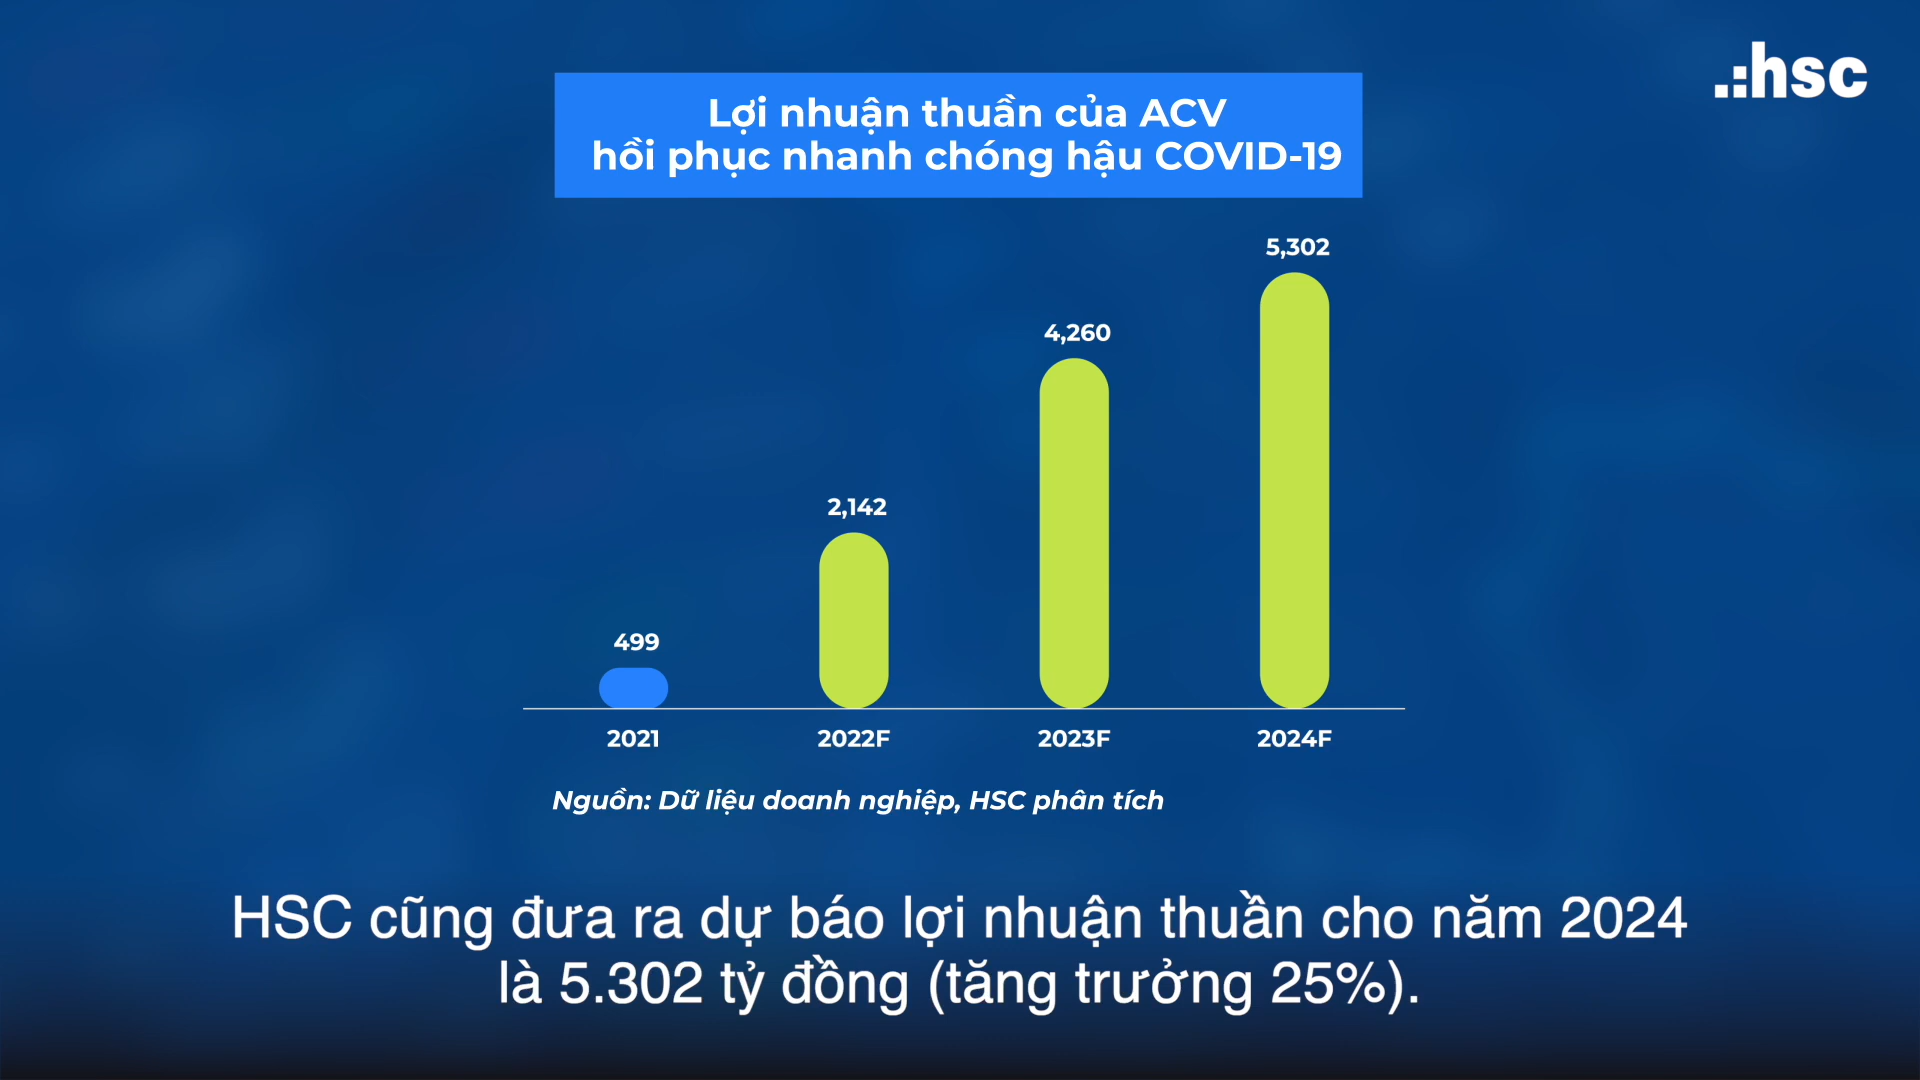 .:hsc
Lợi nhuận thuần của ACV
hồi phục nhanh chóng hậu COVID-19
5,302
4,260
2,142
499
2021 2022F 2023F 2024F
Nguồn: Dữ liệu doanh nghiệp, HSC phân tích
HSC cũng đưa ra dự báo lợi nhuận thuần cho năm 2024
là 5.302 tỷ đồng (tăng trưởng 25%).